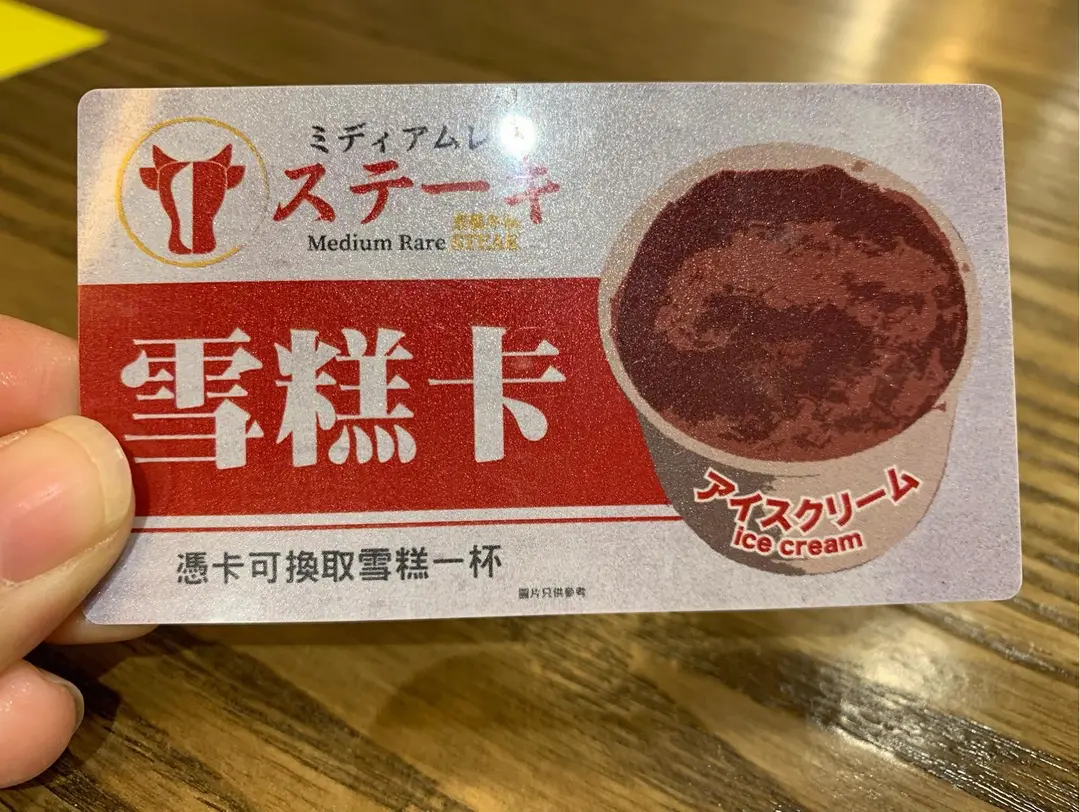 ミディアムレ
ステーキ
Medium Rare STEAK
雪糕卡
アイスクリーム
ice cream
憑卡可換取雪糕一杯
圖片只供參考